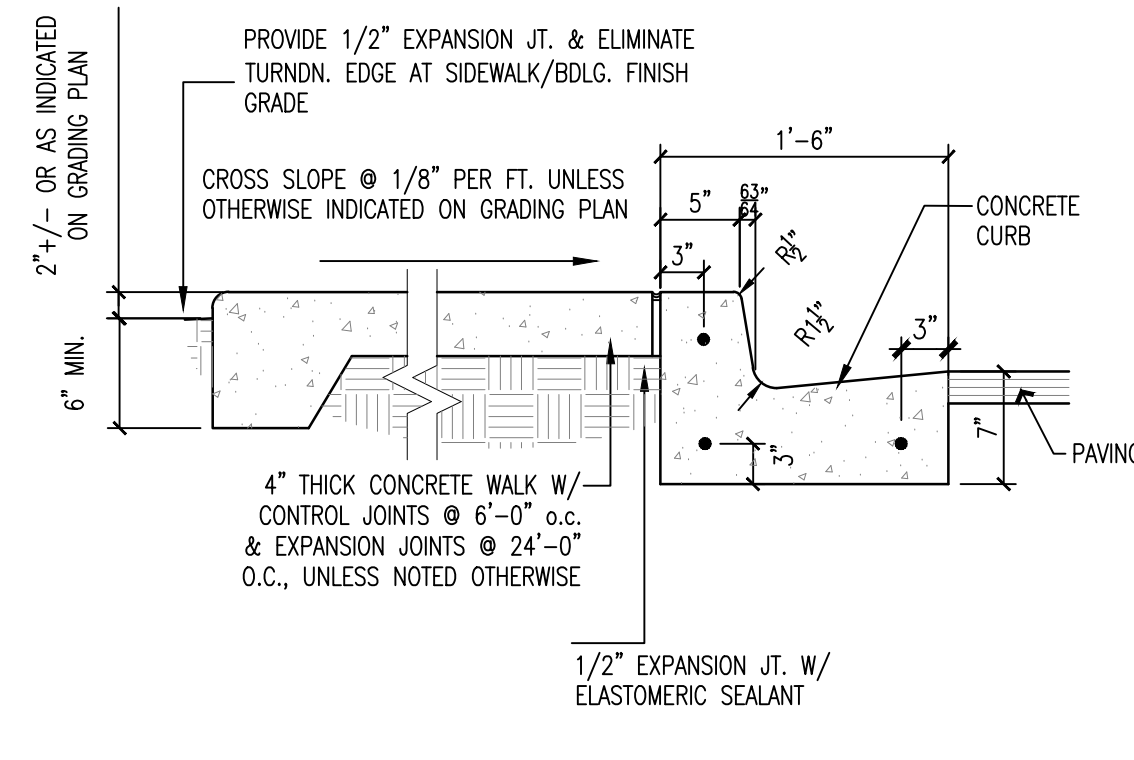 2"+/- OR AS INDICATED
ON GRADING PLAN
6" MIN.
PROVIDE 1/2" EXPANSION JT. & ELIMINATE
TURNDN. EDGE AT SIDEWALK/BDLG. FINISH
GRADE
CROSS SLOPE @ 1/8" PER FT. UNLESS
OTHERWISE INDICATED ON GRADING PLAN
1'-6"
5"
63/64"
3"
R1/2"
R1 1/2"
CONCRETE
CURB
3"
7"
3"
PAVING
4" THICK CONCRETE WALK W/
CONTROL JOINTS @ 6'-0" o.c.
& EXPANSION JOINTS @ 24'-0"
O.C., UNLESS NOTED OTHERWISE
1/2" EXPANSION JT. W/
ELASTOMERIC SEALANT